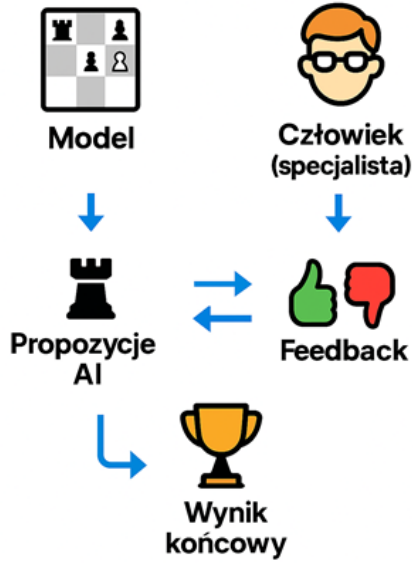 Model
Człowiek
(specjalista)
Propozycje
AI
Feedback
Wynik
końcowy